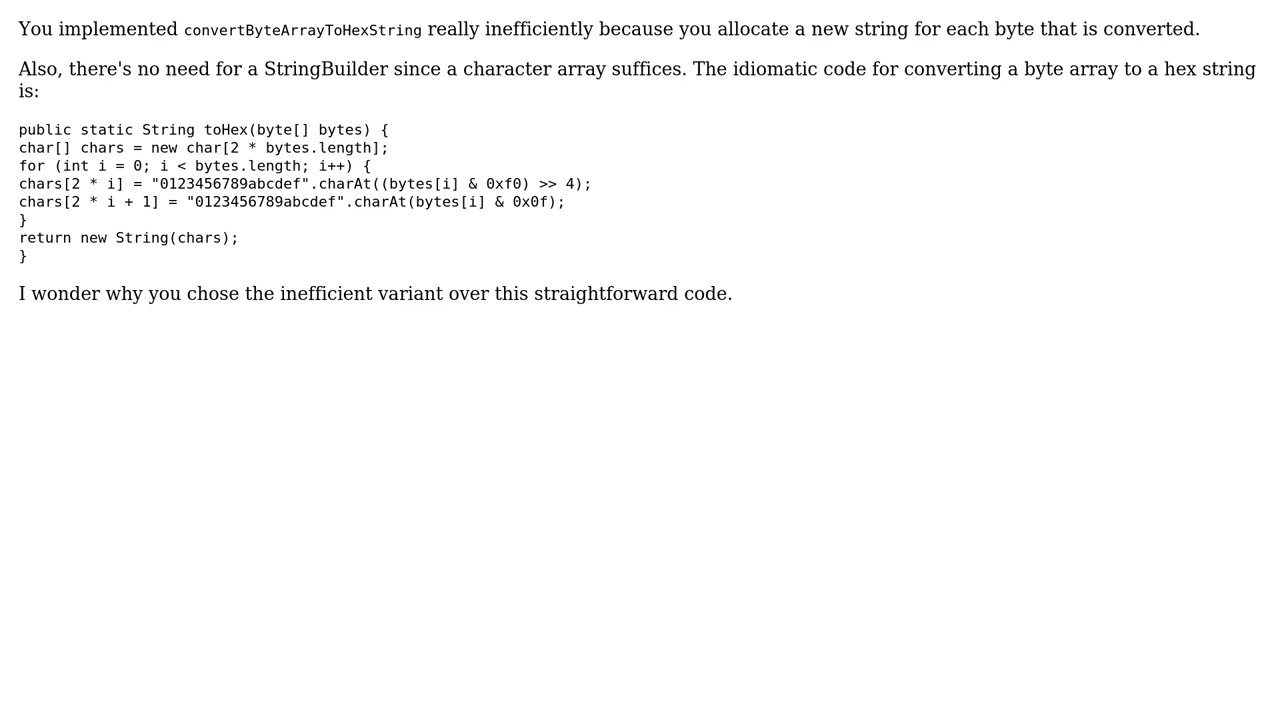 You implemented convertByteArrayToHexString really inefficiently because you allocate a new string for each byte that is converted.
Also, there's no need for a StringBuilder since a character array suffices. The idiomatic code for converting a byte array to a hex string
is:
public static String toHex(byte[] bytes) {
char[] chars = new char[2 * bytes.length];
for (int i = 0; i < bytes.length; i++) {
chars[2 * i] = "0123456789abcdef".charAt((bytes[i] & 0xf0) >> 4);
chars[2 * i + 1] = "0123456789abcdef".charAt(bytes[i] & 0x0f);
}
return new String(chars);
}
I wonder why you chose the inefficient variant over this straightforward code.